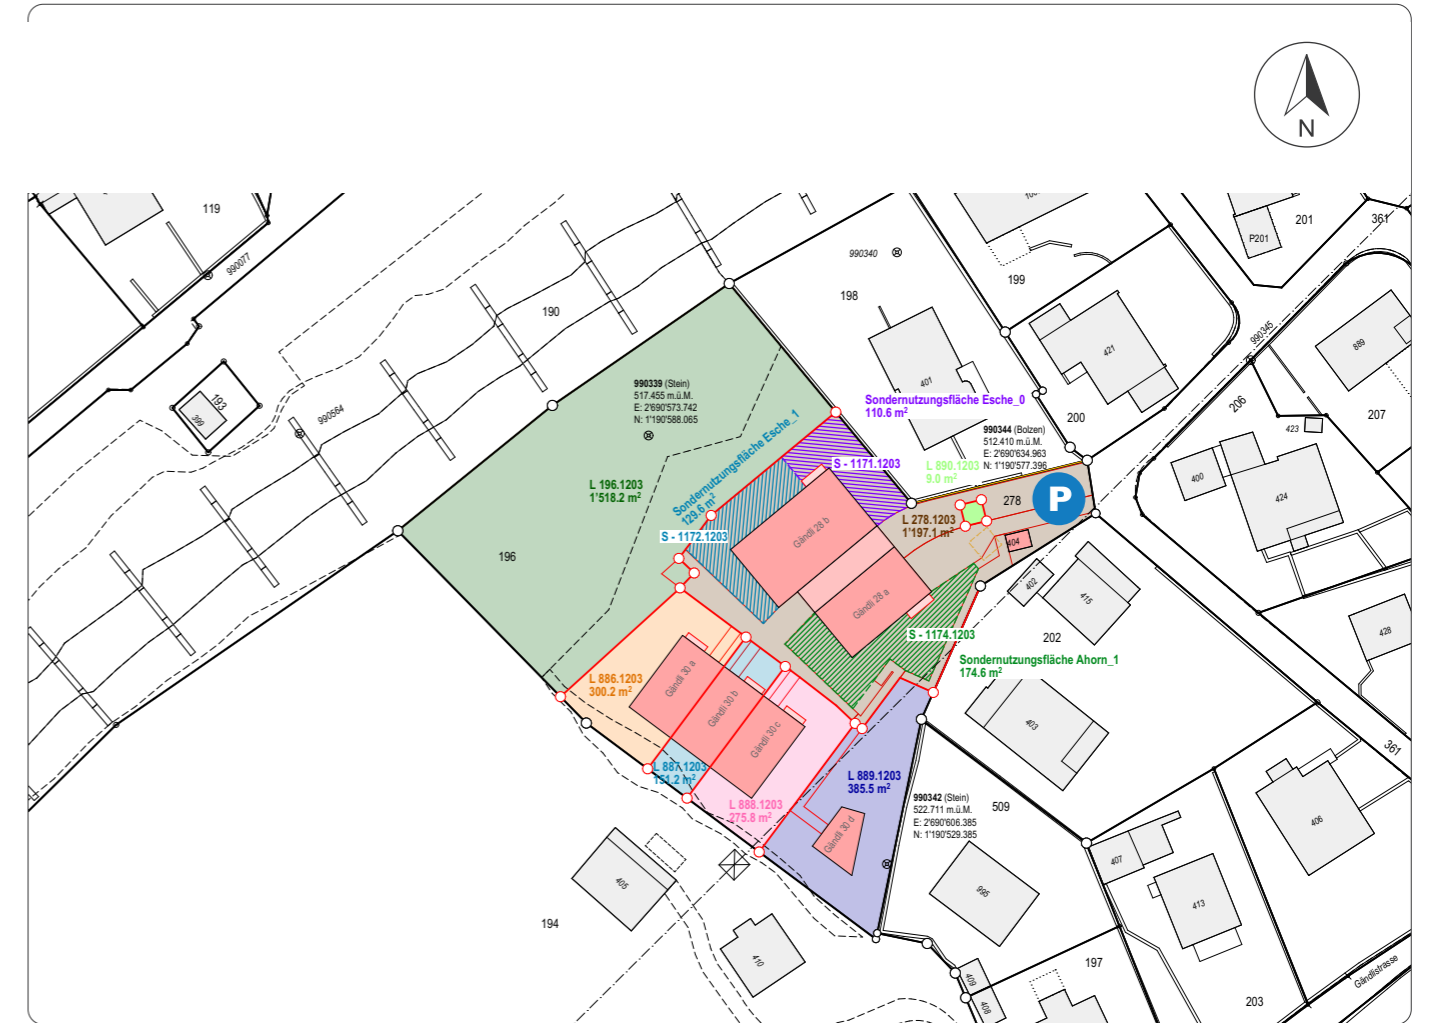 N
119
990077
190
193
399
990564
990339 (Stein)
517.455 m.ü.M.
E: 2'690'573.742
N: 1'190'588.065
990340
198
199
401
201
P201
361
421
990345
889
200
206
207
423
400
424
Sondernutzungsfläche Esche_0
110.6 m²
990344 (Bolzen)
512.410 m.ü.M.
E: 2'690'634.963
N: 1'190'577.396
Sondernutzungsfläche Esche_1
129.6 m²
S - 1171.1203
L 890.1203
9.0 m²
L 196.1203
1'518.2 m²
278
P
L 278.1203
1'197.1 m²
S - 1172.1203
Gändli 28 b
404
196
Gändli 28 a
402
415
428
202
S - 1174.1203
Sondernutzungsfläche Ahorn_1
174.6 m²
L 886.1203
300.2 m²
Gändli 30 a
Gändli 30 b
Gändli 30 c
403
361
L 887.1203
151.2 m²
L 889.1203
385.5 m²
L 888.1203
275.8 m²
990342 (Stein)
522.711 m.ü.M.
E: 2'690'606.385
N: 1'190'529.385
509
Gändli 30 d
406
407
405
995
413
194
410
197
409
408
203
Gändlistrasse